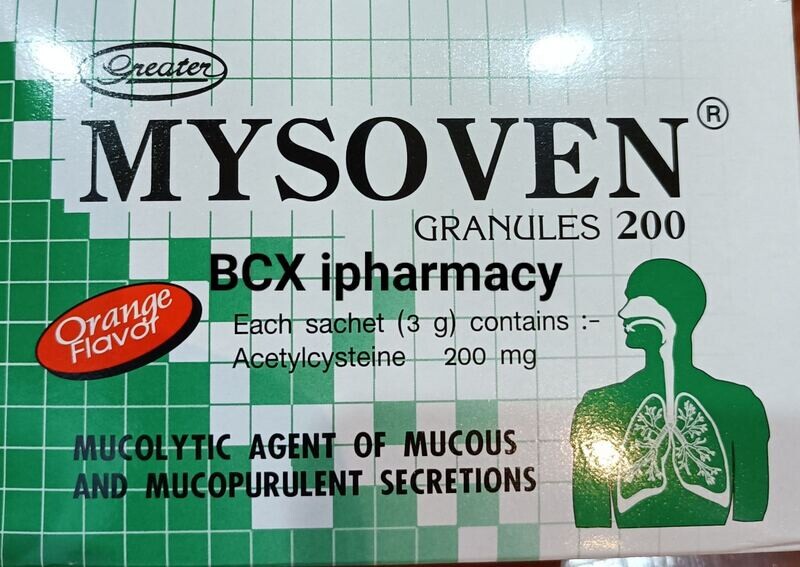 Greater
MYSOVEN®
GRANULES 200
BCX ipharmacy
Orange
Flavor
Each sachet (3 g) contains :-
Acetylcysteine 200 mg
MUCOLYTIC AGENT OF MUCOUS
AND MUCOPURULENT SECRETIONS